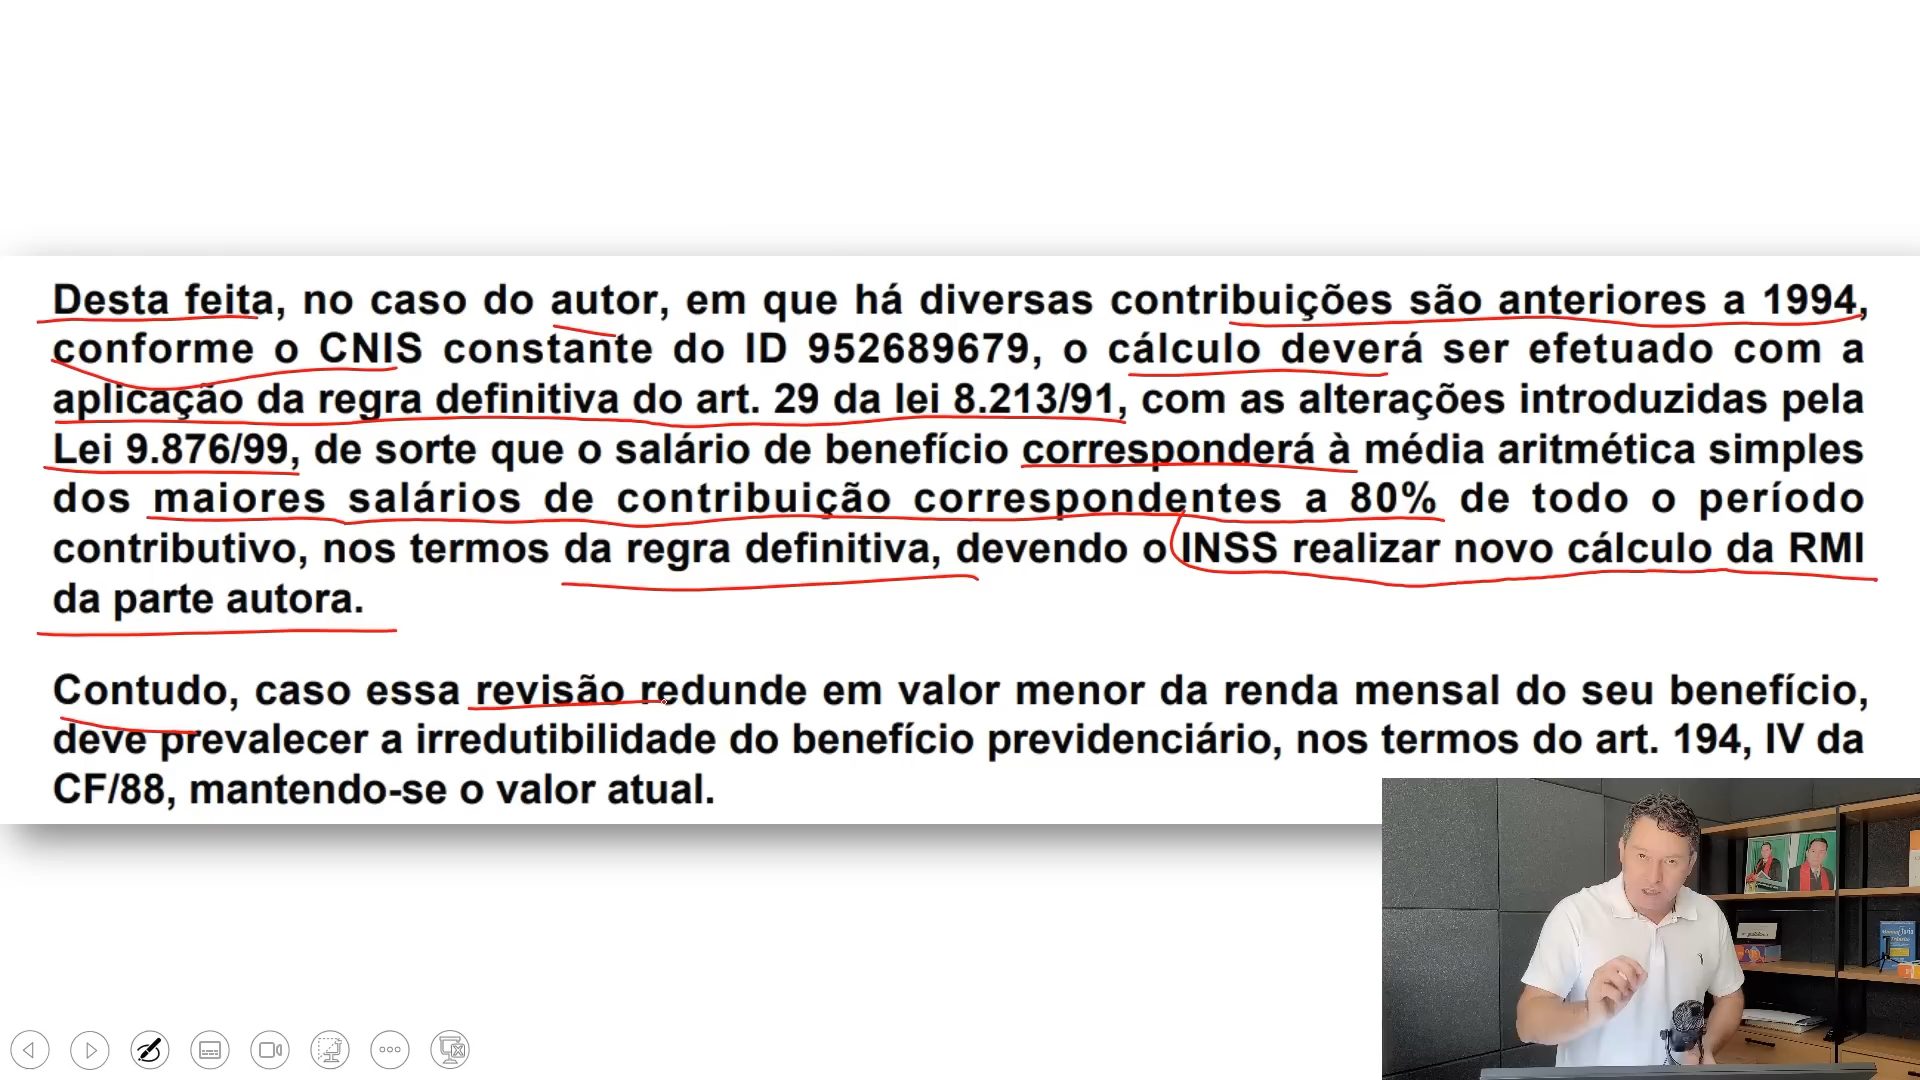 Desta feita, no caso do autor, em que há diversas contribuições são anteriores a 1994,
conforme o CNIS constante do ID 952689679, o cálculo deverá ser efetuado com a
aplicação da regra definitiva do art. 29 da lei 8.213/91, com as alterações introduzidas pela
Lei 9.876/99, de sorte que o salário de benefício corresponderá à média aritmética simples
dos maiores salários de contribuição correspondentes a 80% de todo o período
contributivo, nos termos da regra definitiva, devendo o INSS realizar novo cálculo da RMI
da parte autora.
Contudo, caso essa revisão redunde em valor menor da renda mensal do seu benefício,
deve prevalecer a irredutibilidade do benefício previdenciário, nos termos do art. 194, IV da
CF/88, mantendo-se o valor atual.